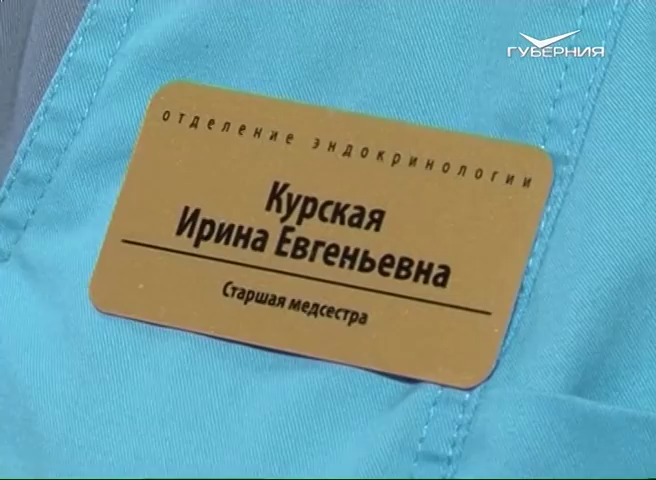 ГУБЕРНИЯ
отделение эндокринологии
Курская
Ирина Евгеньевна
Старшая медсестра